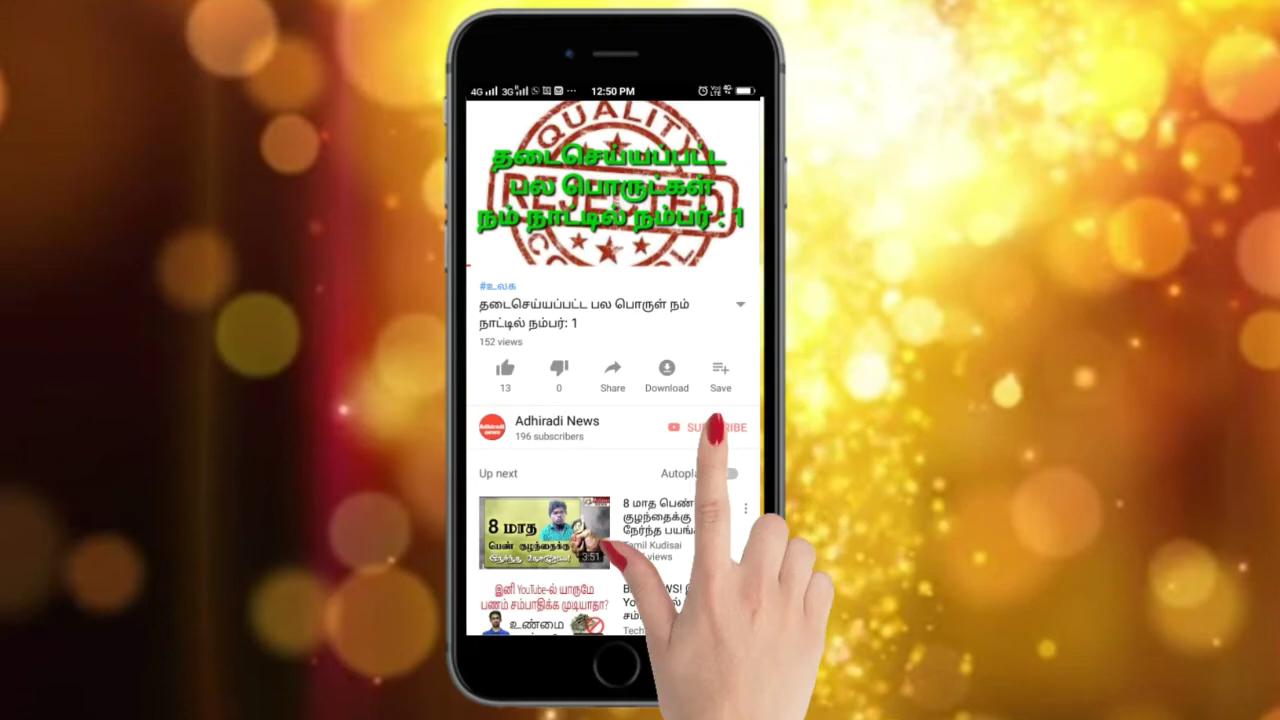 4G 3G 12:50 PM
QUALITY
தடைசெய்யப்பட்ட
பல பொருட்கள்
REJECTED
நம் நாட்டில் நம்பர் : 1
#உலக
தடைசெய்யப்பட்ட பல பொருள் நம்
நாட்டில் நம்பர்: 1
152 views
13 0 Share Download Save
Adhiradi News
196 subscribers
Up next
8 மாத
பெண் குழந்தைக்கு
3:51
8 மாத பெண்
குழந்தைக்கு
நேர்ந்த
Tamil Kudisai
views
இனி YouTube-ல் யாருமே
பணம் சம்பாதிக்க முடியாதா?
உண்மை